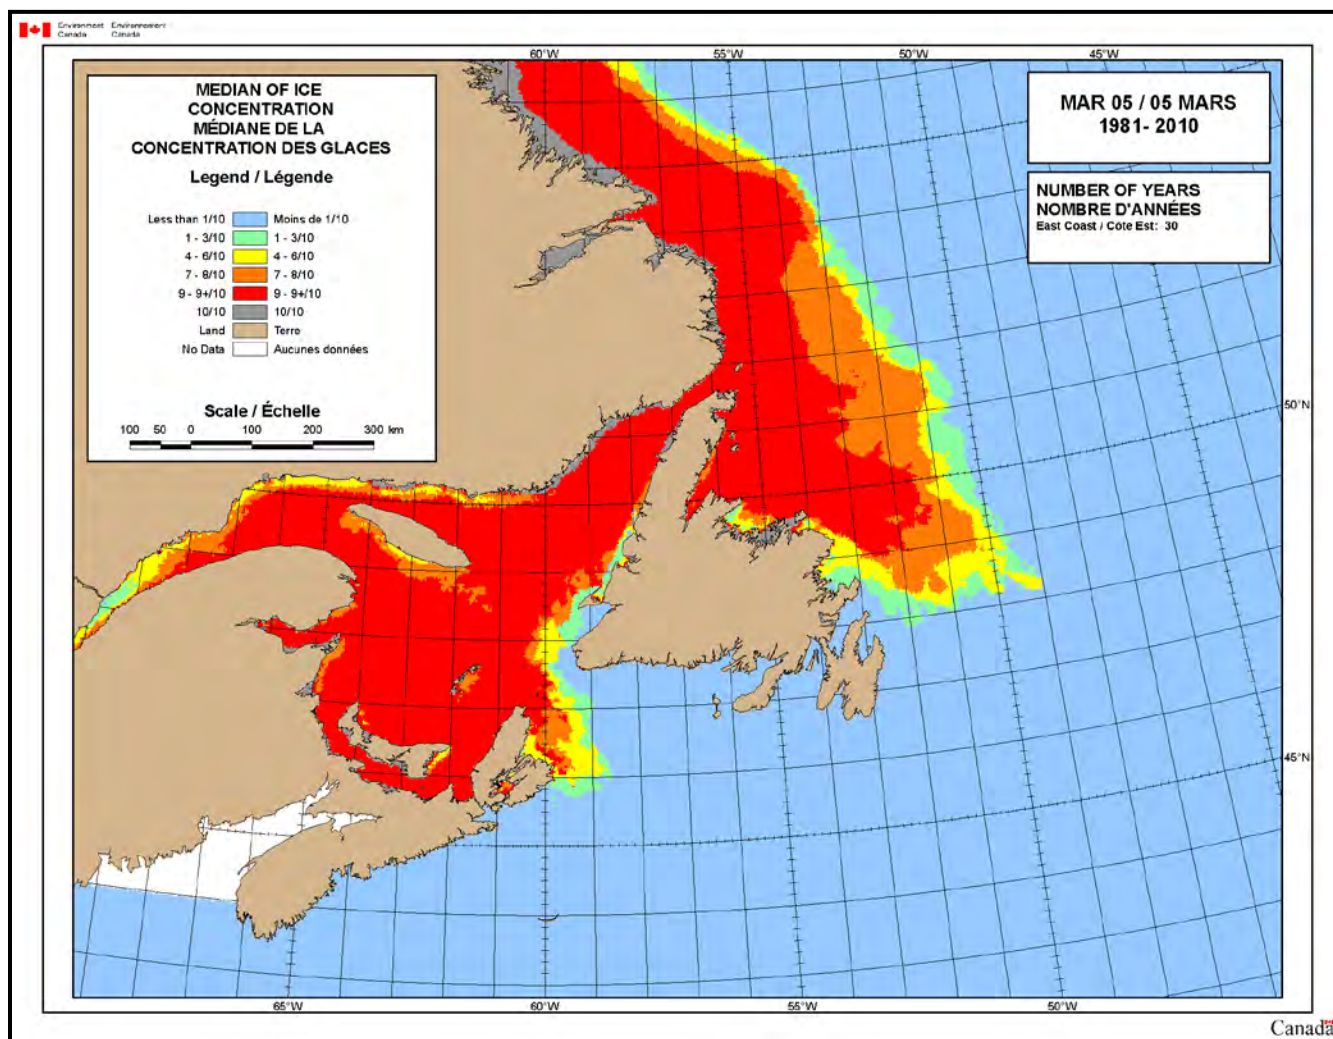 Environment Environnement
Canada Canada
60°W 55°W 50°W 45°W
MEDIAN OF ICE
CONCENTRATION
MÉDIANE DE LA
CONCENTRATION DES GLACES
Legend / Légende
Less than 1/10 Moins de 1/10
1 - 3/10 1 - 3/10
4 - 6/10 4 - 6/10
7 - 8/10 7 - 8/10
9 - 9+/10 9 - 9+/10
10/10 10/10
Land Terre
No Data Aucunes données
Scale / Échelle
100 50 0 100 200 300 km
MAR 05 / 05 MARS
1981- 2010
NUMBER OF YEARS
NOMBRE D'ANNÉES
East Coast / Côte Est: 30
50°N
45°N
65°W 60°W 55°W 50°W
Canada